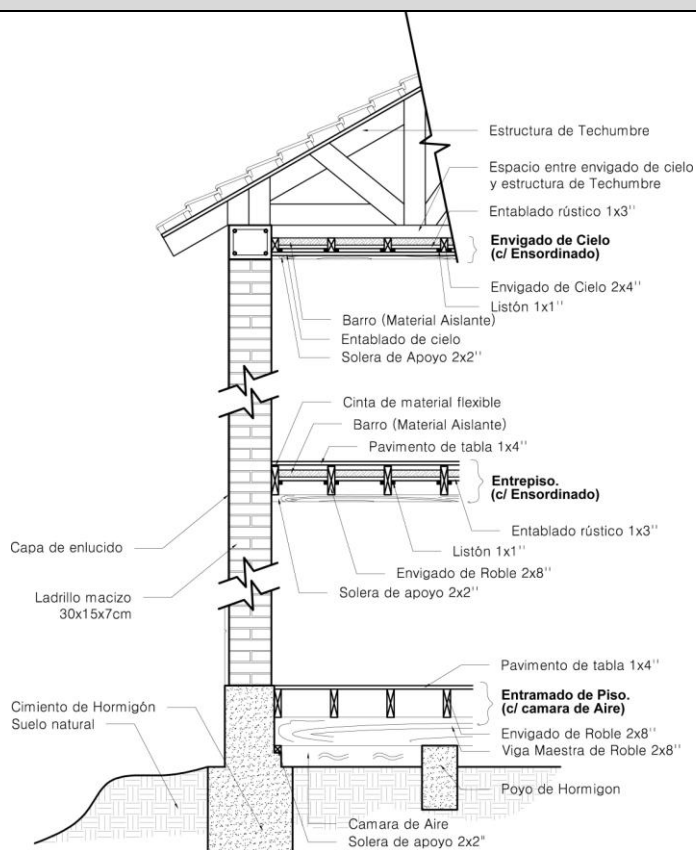 Estructura de Techumbre
Espacio entre envigado de cielo
y estructura de Techumbre
Entablado rústico 1x3''
Envigado de Cielo
(c/ Ensordinado)
Envigado de Cielo 2x4''
Listón 1x1''
Barro (Material Aislante)
Entablado de cielo
Solera de Apoyo 2x2''
Cinta de material flexible
Barro (Material Aislante)
Pavimento de tabla 1x4''
Entrepiso.
(c/ Ensordinado)
Entablado rústico 1x3''
Listón 1x1''
Envigado de Roble 2x8''
Solera de apoyo 2x2''
Capa de enlucido
Ladrillo macizo
30x15x7cm
Pavimento de tabla 1x4''
Entramado de Piso.
(c/ camara de Aire)
Envigado de Roble 2x8''
Viga Maestra de Roble 2x8''
Cimiento de Hormigón
Suelo natural
Poyo de Hormigon
Camara de Aire
Solera de apoyo 2x2"